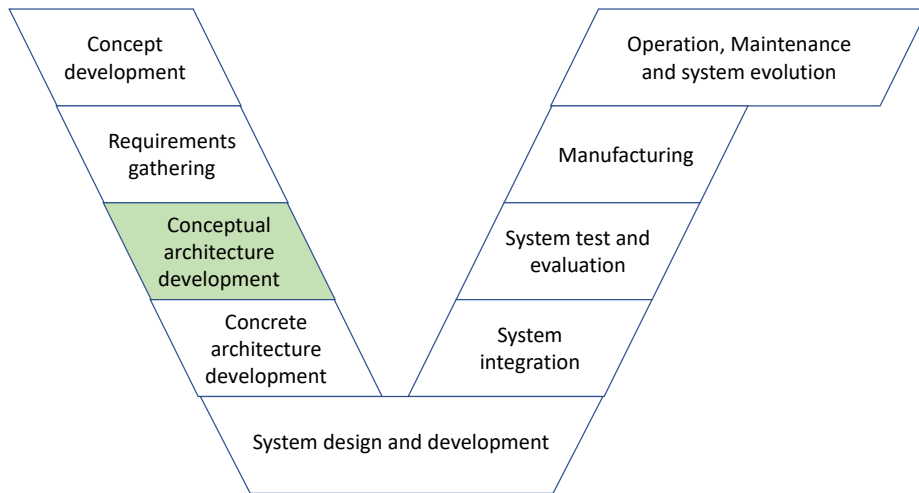 Concept
development
Requirements
gathering
Conceptual
architecture
development
Concrete
architecture
development
System design and development
System
integration
System test and
evaluation
Manufacturing
Operation, Maintenance
and system evolution